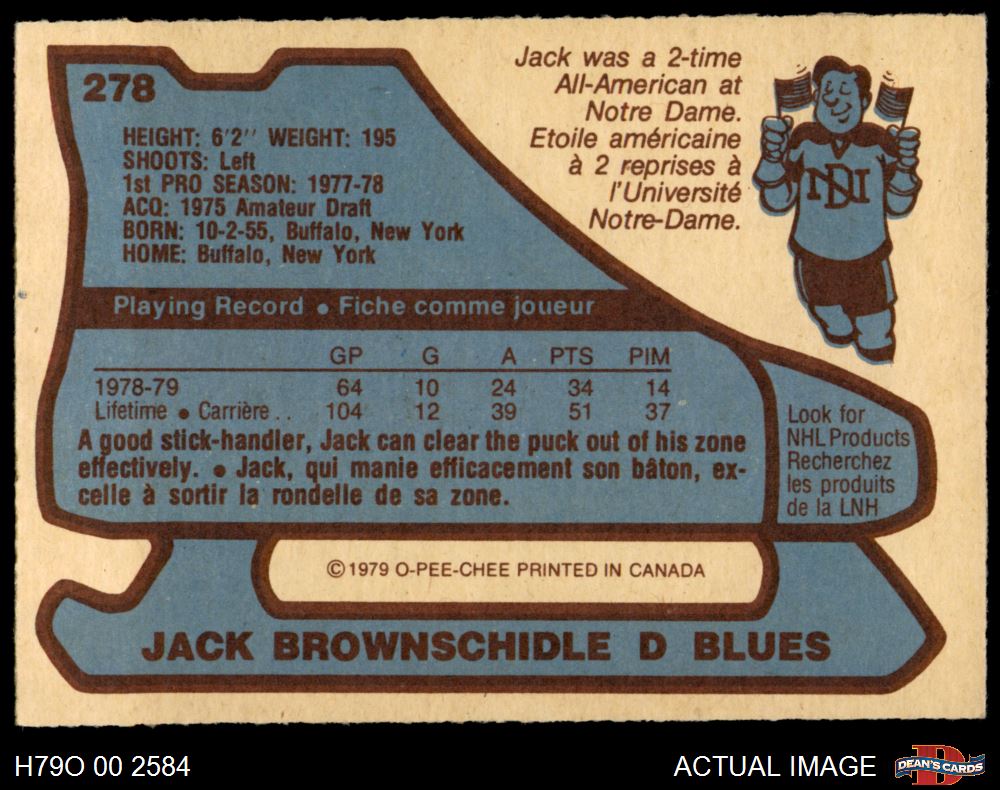 278
HEIGHT: 6'2'' WEIGHT: 195
SHOOTS: Left
1st PRO SEASON: 1977-78
ACQ: 1975 Amateur Draft
BORN: 10-2-55, Buffalo, New York
HOME: Buffalo, New York
Jack was a 2-time
All-American at
Notre Dame.
Etoile américaine
à 2 reprises à
l'Université
Notre-Dame.
ND
Playing Record • Fiche comme joueur
GP G A PTS PIM
1978-79 64 10 24 34 14
Lifetime • Carrière . . 104 12 39 51 37
A good stick-handler, Jack can clear the puck out of his zone
effectively. • Jack, qui manie efficacement son bâton, ex-
celle à sortir la rondelle de sa zone.
Look for
NHL Products
Recherchez
les produits
de la LNH
©1979 O-PEE-CHEE PRINTED IN CANADA
JACK BROWNSCHIDLE D BLUES
H79O 00 2584
ACTUAL IMAGE
D
DEAN'S CARDS